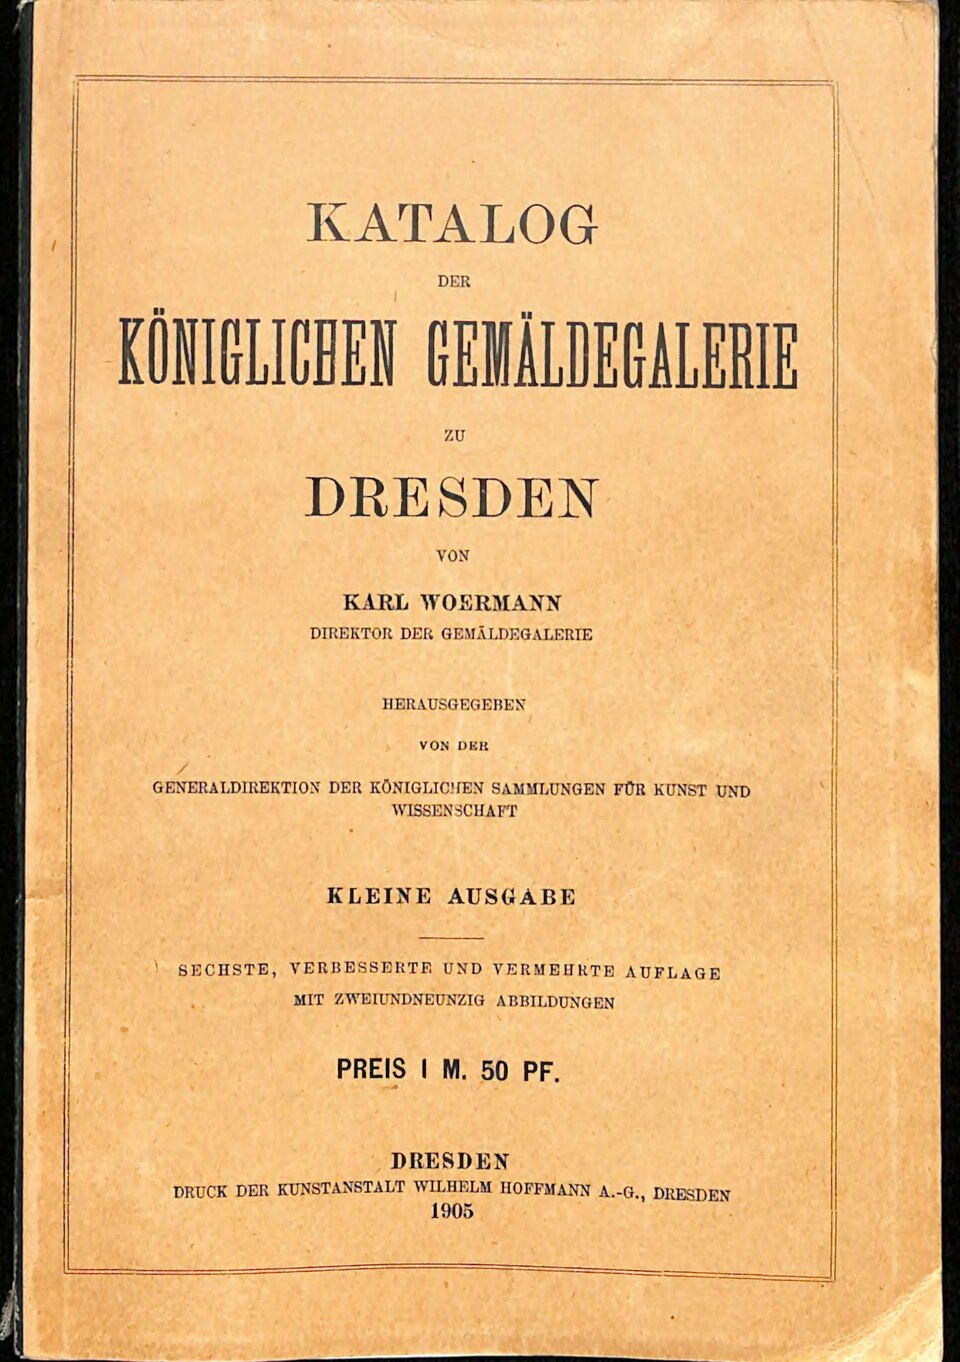 KATALOG
DER
KÖNIGLICHEN GEMÄLDEGALERIE
ZU
DRESDEN
VON
KARL WOERMANN
DIREKTOR DER GEMÄLDEGALERIE
HERAUSGEGEBEN
VON DER
GENERALDIREKTION DER KÖNIGLICHEN SAMMLUNGEN FÜR KUNST UND
WISSENSCHAFT
KLEINE AUSGABE
SECHSTE, VERBESSERTE UND VERMEHRTE AUFLAGE
MIT ZWEIUNDNEUNZIG ABBILDUNGEN
PREIS I M. 50 PF.
DRESDEN
DRUCK DER KUNSTANSTALT WILHELM HOFFMANN A.-G., DRESDEN
1905